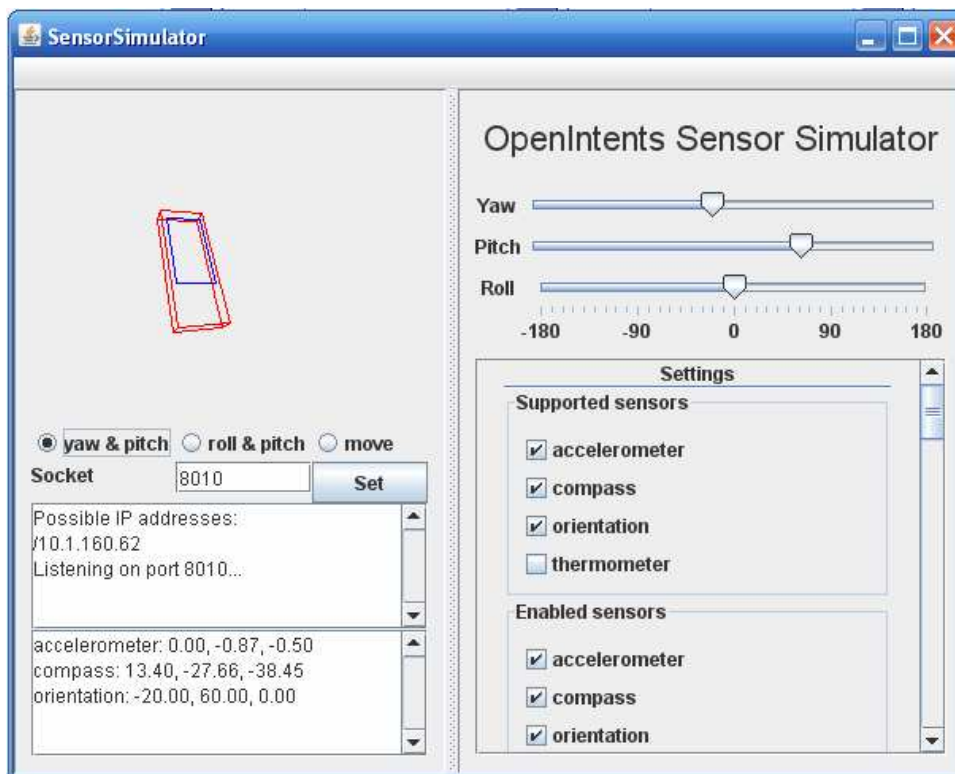 SensorSimulator
OpenIntents Sensor Simulator
Yaw
Pitch
Roll
-180 -90 0 90 180
Settings
Supported sensors
accelerometer
compass
orientation
thermometer
Enabled sensors
accelerometer
compass
orientation
yaw & pitch roll & pitch move
Socket 8010 Set
Possible IP addresses:
/10.1.160.62
Listening on port 8010...
accelerometer: 0.00, -0.87, -0.50
compass: 13.40, -27.66, -38.45
orientation: -20.00, 60.00, 0.00